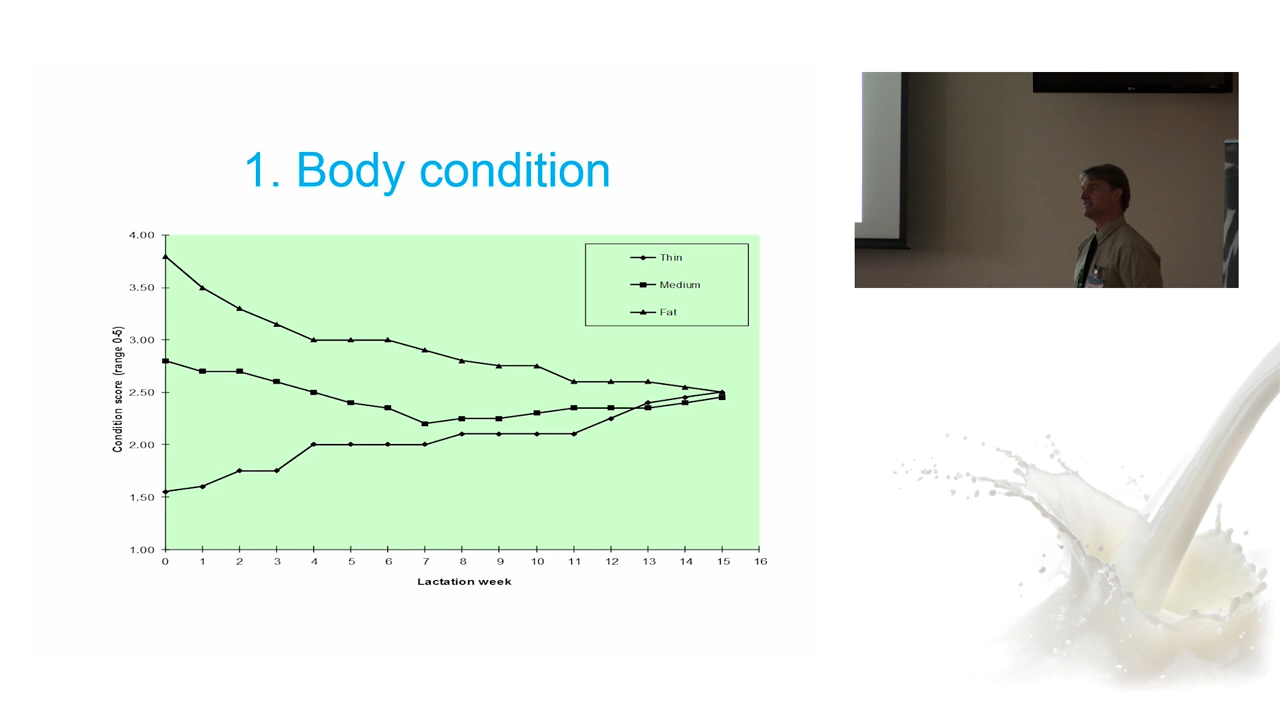 1. Body condition
4.00
3.50
3.00
2.50
2.00
1.50
1.00
Condition score (range 0-5)
Thin
Medium
Fat
0 1 2 3 4 5 6 7 8 9 10 11 12 13 14 15 16
Lactation week